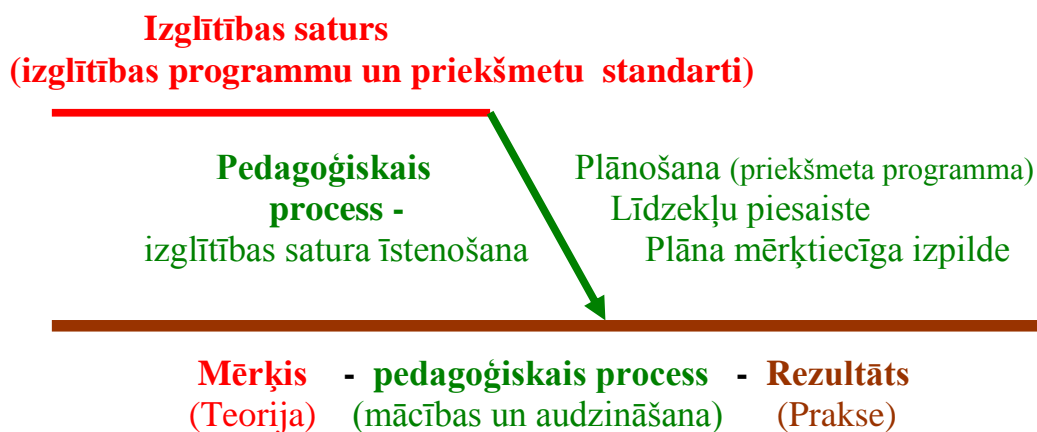 Izglītības saturs
(izglītības programmu un priekšmetu standarti)
Pedagoģiskais
process -
izglītības satura īstenošana
Plānošana (priekšmeta programma)
Līdzekļu piesaiste
Plāna mērķtiecīga izpilde
Mērķis - pedagoģiskais process - Rezultāts
(Teorija) (mācības un audzināšana) (Prakse)